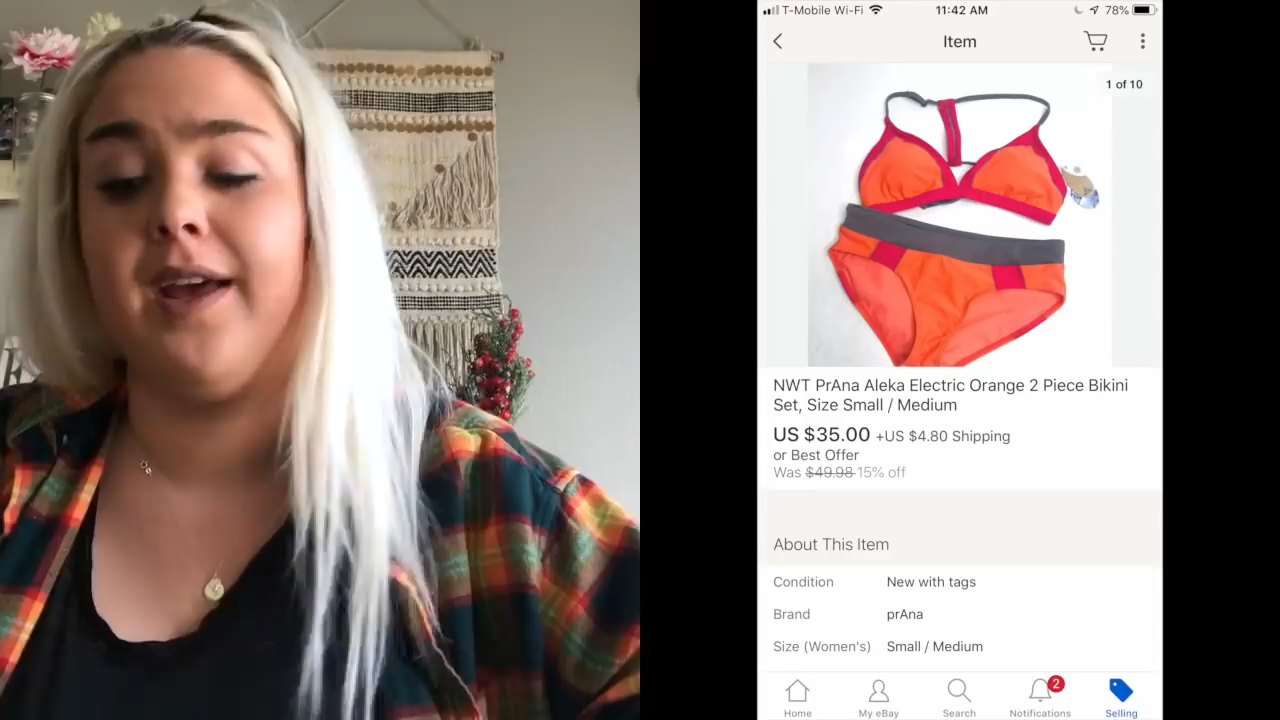 T-Mobile Wi-Fi 11:42 AM 78%
Item
1 of 10
NWT PrAna Aleka Electric Orange 2 Piece Bikini
Set, Size Small / Medium
US $35.00 +US $4.80 Shipping
or Best Offer
Was $49.98 15% off
About This Item
Condition New with tags
Brand prAna
Size (Women's) Small / Medium
2
Home My eBay Search Notifications Selling